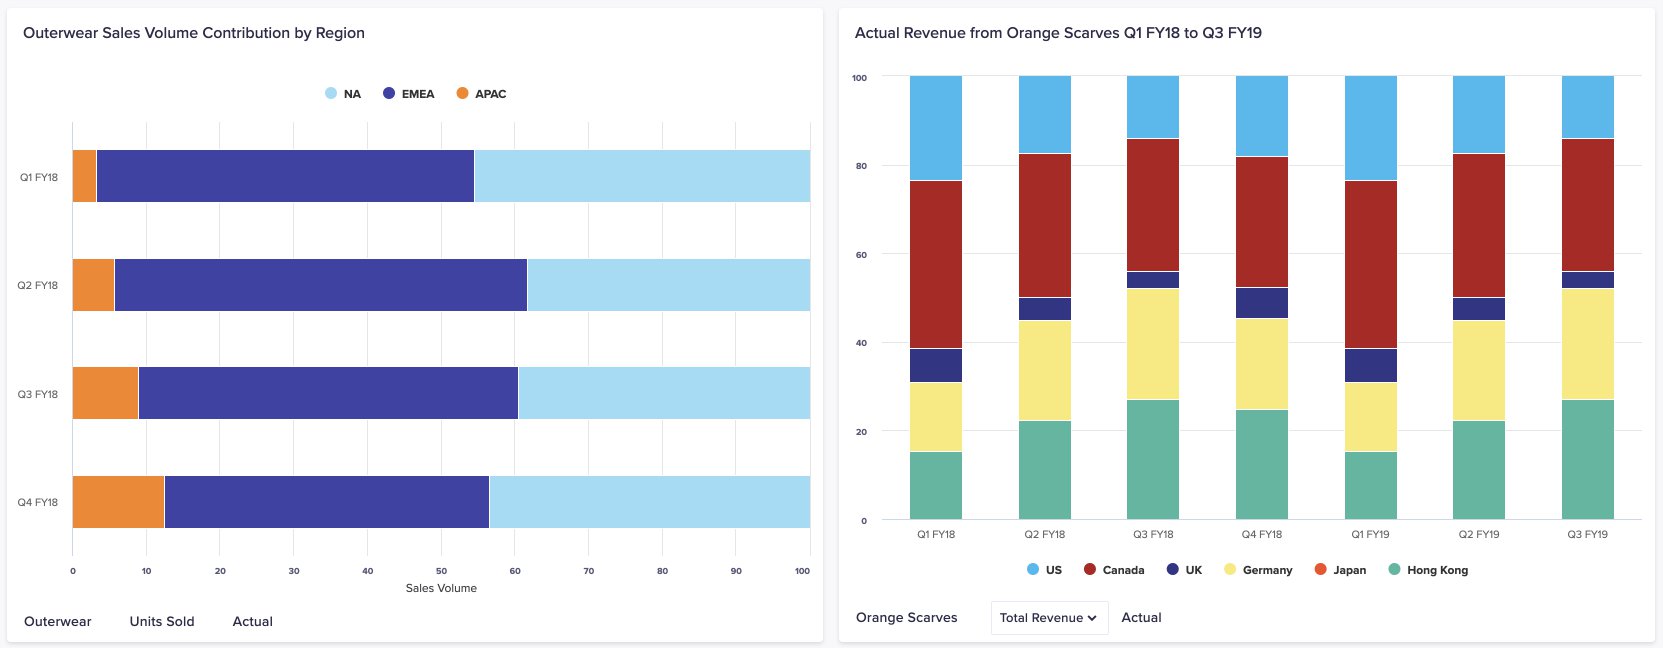 Outerwear Sales Volume Contribution by Region
NA EMEA APAC
Q1 FY18
Q2 FY18
Q3 FY18
Q4 FY18
0 10 20 30 40 50 60 70 80 90 100
Sales Volume
Outerwear Units Sold Actual
Actual Revenue from Orange Scarves Q1 FY18 to Q3 FY19
100
80
60
40
20
0
Q1 FY18 Q2 FY18 Q3 FY18 Q4 FY18 Q1 FY19 Q2 FY19 Q3 FY19
US Canada UK Germany Japan Hong Kong
Orange Scarves Total Revenue Actual